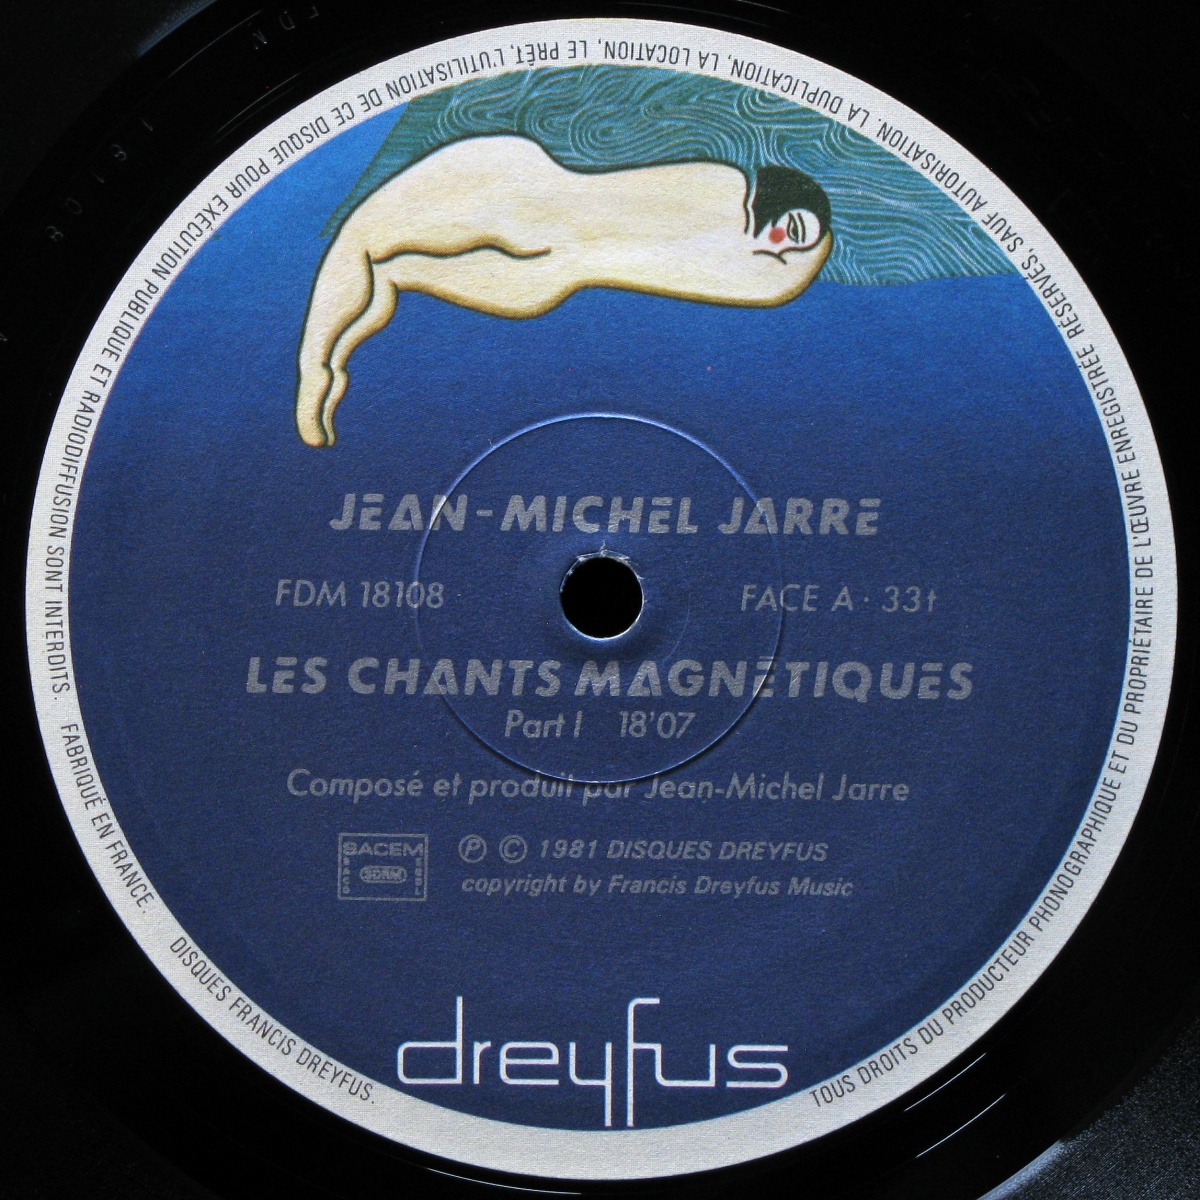 JEAN-MICHEL JARRE
FDM 18108
FACE A · 33t
LES CHANTS MAGNÉTIQUES
Part I 18'07
Composé et produit par Jean-Michel Jarre
SACEM
SDRM
℗ © 1981 DISQUES DREYFUS
copyright by Francis Dreyfus Music
dreyfus
TOUS DROITS DU PRODUCTEUR PHONOGRAPHIQUE ET DU PROPRIÉTAIRE DE L'ŒUVRE ENREGISTRÉE RÉSERVÉS, SAUF AUTORISATION. LA DUPLICATION, LA LOCATION, LE PRÊT, L'UTILISATION DE CE DISQUE POUR EXÉCUTION PUBLIQUE ET RADIODIFFUSION SONT INTERDITS. FABRIQUÉ EN FRANCE. DISQUES FRANCIS DREYFUS.